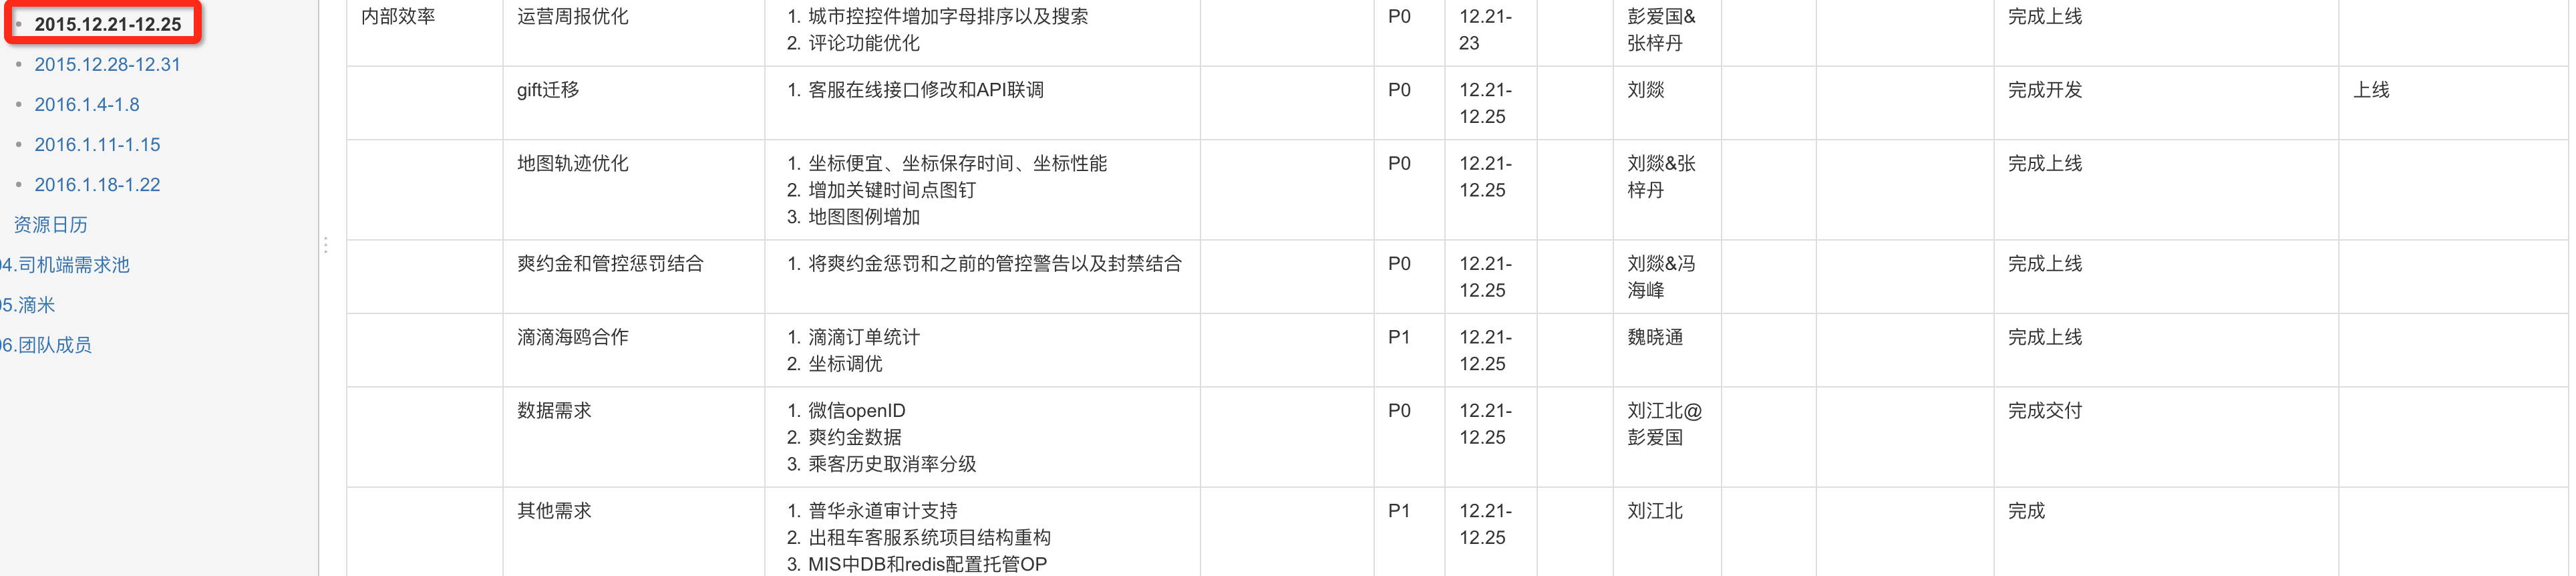 2015.12.21-12.25
2015.12.28-12.31
2016.1.4-1.8
2016.1.11-1.15
2016.1.18-1.22
资源日历
04.司机端需求池
05.滴米
06.团队成员
内部效率 运营周报优化 1. 城市控控件增加字母排序以及搜索 P0 12.21- 彭爱国& 完成上线
2. 评论功能优化 23 张梓丹
gift迁移 1. 客服在线接口修改和API联调 P0 12.21- 刘燚 完成开发 上线
12.25
地图轨迹优化 1. 坐标便宜、坐标保存时间、坐标性能 P0 12.21- 刘燚&张 完成上线
2. 增加关键时间点图钉 12.25 梓丹
3. 地图图例增加
爽约金和管控惩罚结合 1. 将爽约金惩罚和之前的管控警告以及封禁结合 P0 12.21- 刘燚&冯 完成上线
12.25 海峰
滴滴海鸥合作 1. 滴滴订单统计 P1 12.21- 魏晓通 完成上线
2. 坐标调优 12.25
数据需求 1. 微信openID P0 12.21- 刘江北@ 完成交付
2. 爽约金数据 12.25 彭爱国
3. 乘客历史取消率分级
其他需求 1. 普华永道审计支持 P1 12.21- 刘江北 完成
2. 出租车客服系统项目结构重构 12.25
3. MIS中DB和redis配置托管OP